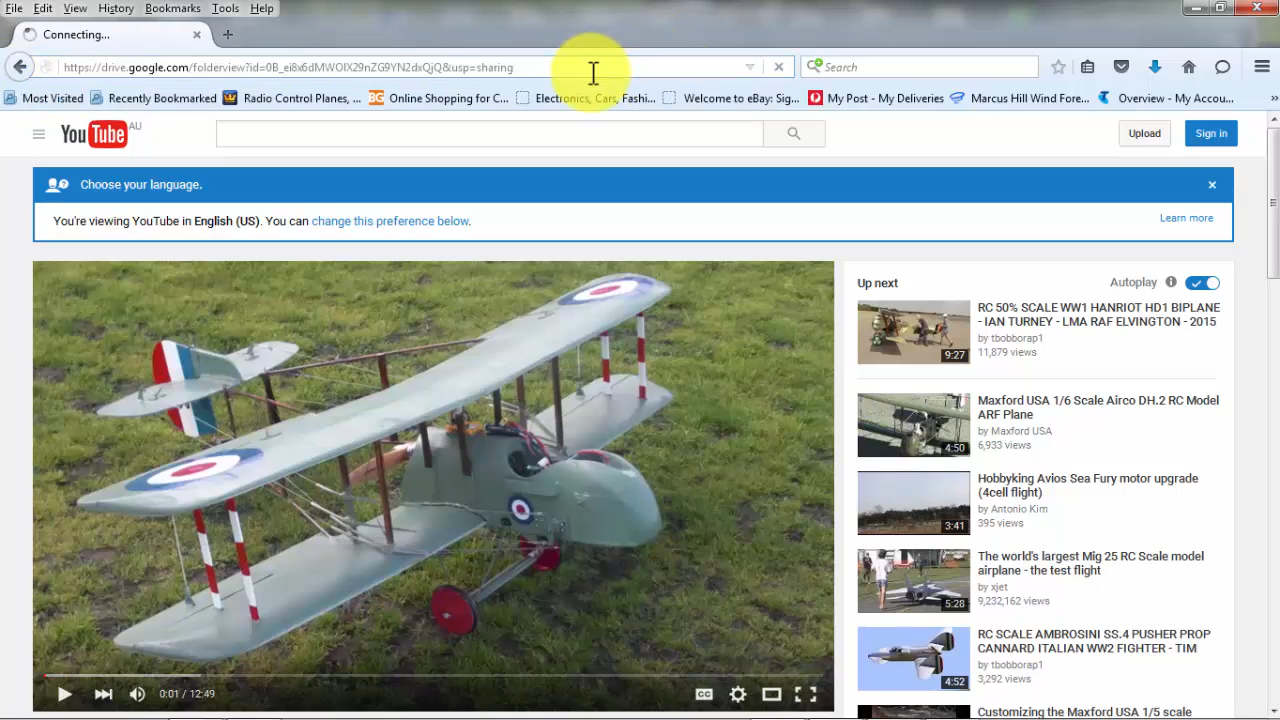 File Edit View History Bookmarks Tools Help
Connecting...
https://drive.google.com/folderview?id=0B_ei8x6dMWOIX29nZG9YN2dxQjQ&usp=sharing
Search
Most Visited Recently Bookmarked Radio Control Planes, ... BG Online Shopping for C... Electronics, Cars, Fashi... Welcome to eBay: Sig... My Post - My Deliveries Marcus Hill Wind Fore... Overview - My Accou... »
YouTube AU
Upload
Sign in
Choose your language.
You're viewing YouTube in English (US). You can change this preference below.
Learn more
Up next
Autoplay
RC 50% SCALE WW1 HANRIOT HD1 BIPLANE
- IAN TURNEY - LMA RAF ELVINGTON - 2015
by tbobborap1
11,879 views
9:27
Maxford USA 1/6 Scale Airco DH.2 RC Model
ARF Plane
by Maxford USA
6,933 views
4:50
Hobbyking Avios Sea Fury motor upgrade
(4cell flight)
by Antonio Kim
395 views
3:41
The world's largest Mig 25 RC Scale model
airplane - the test flight
by xjet
9,232,162 views
5:28
RC SCALE AMBROSINI SS.4 PUSHER PROP
CANNARD ITALIAN WW2 FIGHTER - TIM
by tbobborap1
3,292 views
4:52
Customizing the Maxford USA 1/5 scale
0:01 / 12:49
CC